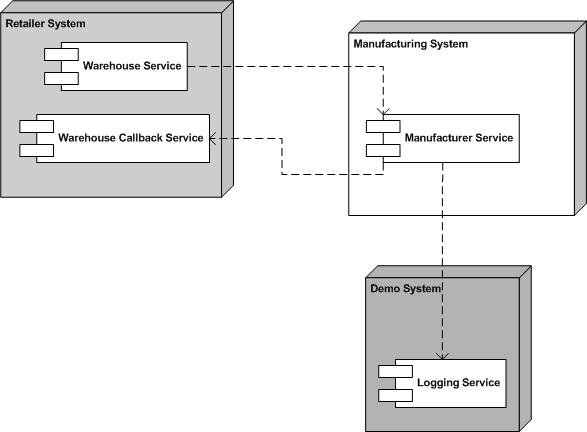 Retailer System
Warehouse Service
Warehouse Callback Service
Manufacturing System
Manufacturer Service
Demo System
Logging Service